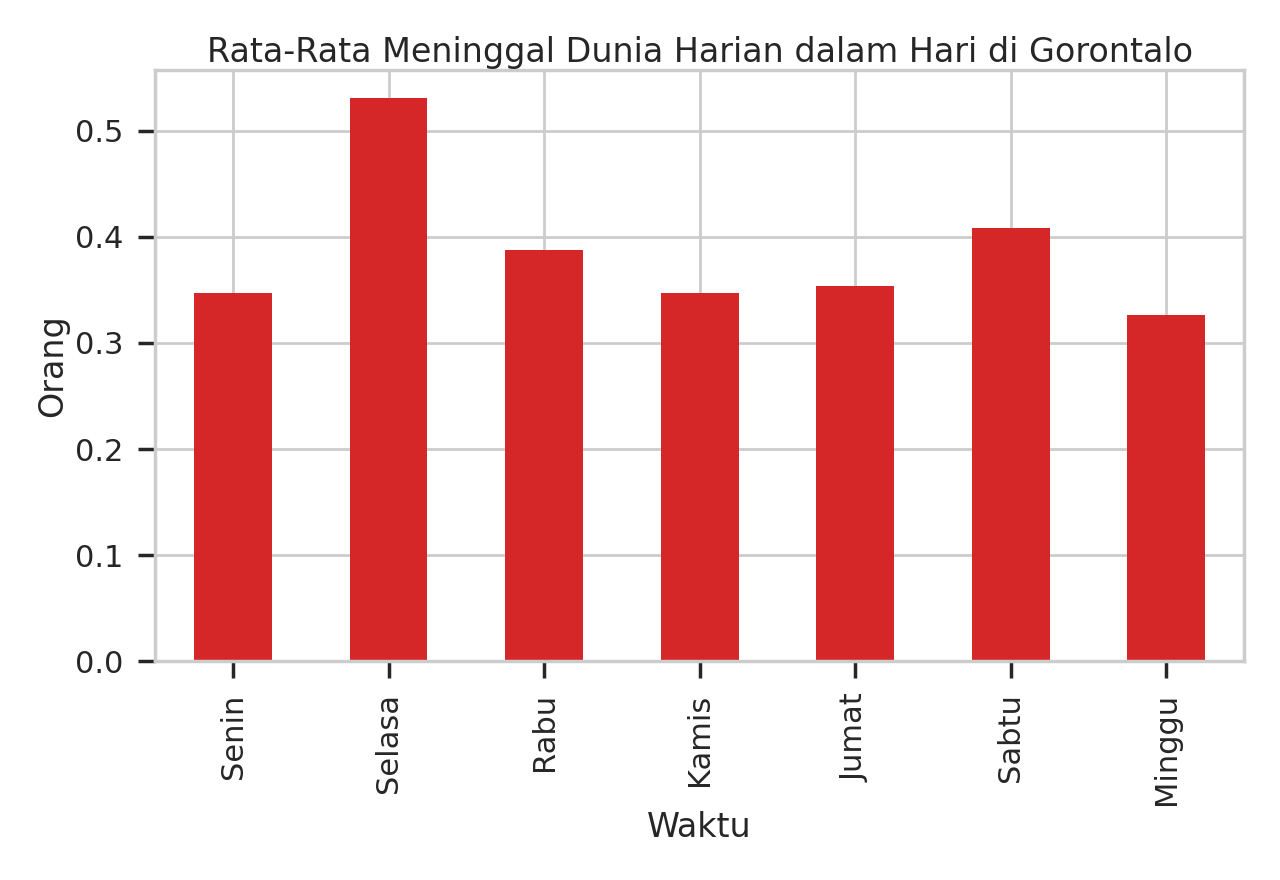 Rata-Rata Meninggal Dunia Harian dalam Hari di Gorontalo
Orang
0.5
0.4
0.3
0.2
0.1
0.0
Senin
Selasa
Rabu
Kamis
Jumat
Sabtu
Minggu
Waktu